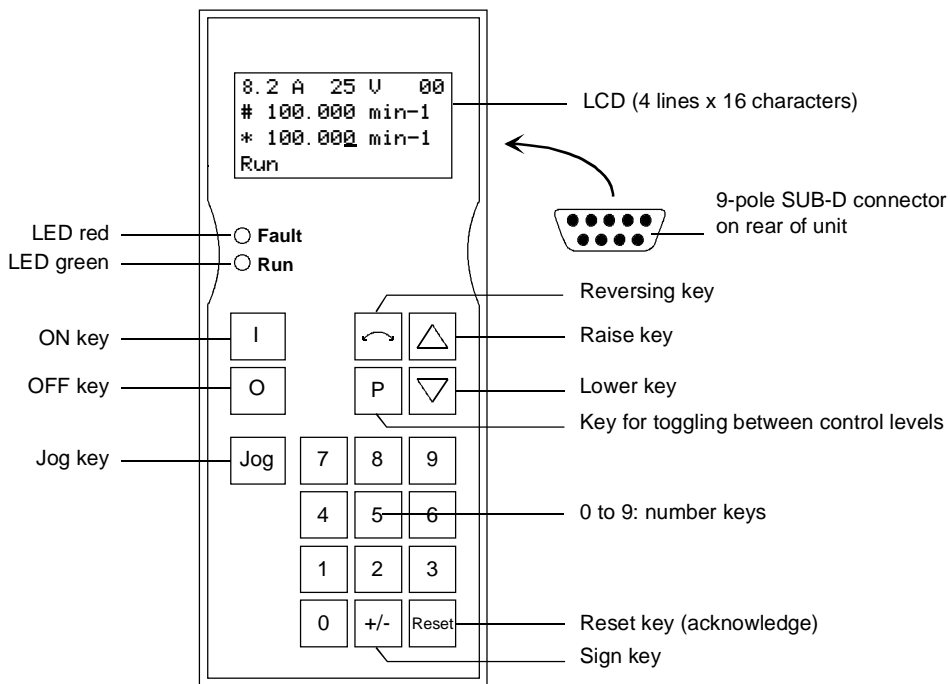 8.2 A 25 V 00
# 100.000 min-1
* 100.000 min-1
Run
LCD (4 lines x 16 characters)
9-pole SUB-D connector
on rear of unit
LED red
Fault
LED green
Run
Reversing key
ON key
I
Raise key
OFF key
O
P
Lower key
Key for toggling between control levels
Jog key
Jog
7
8
9
4
5
6
0 to 9: number keys
1
2
3
0
+/-
Reset
Reset key (acknowledge)
Sign key